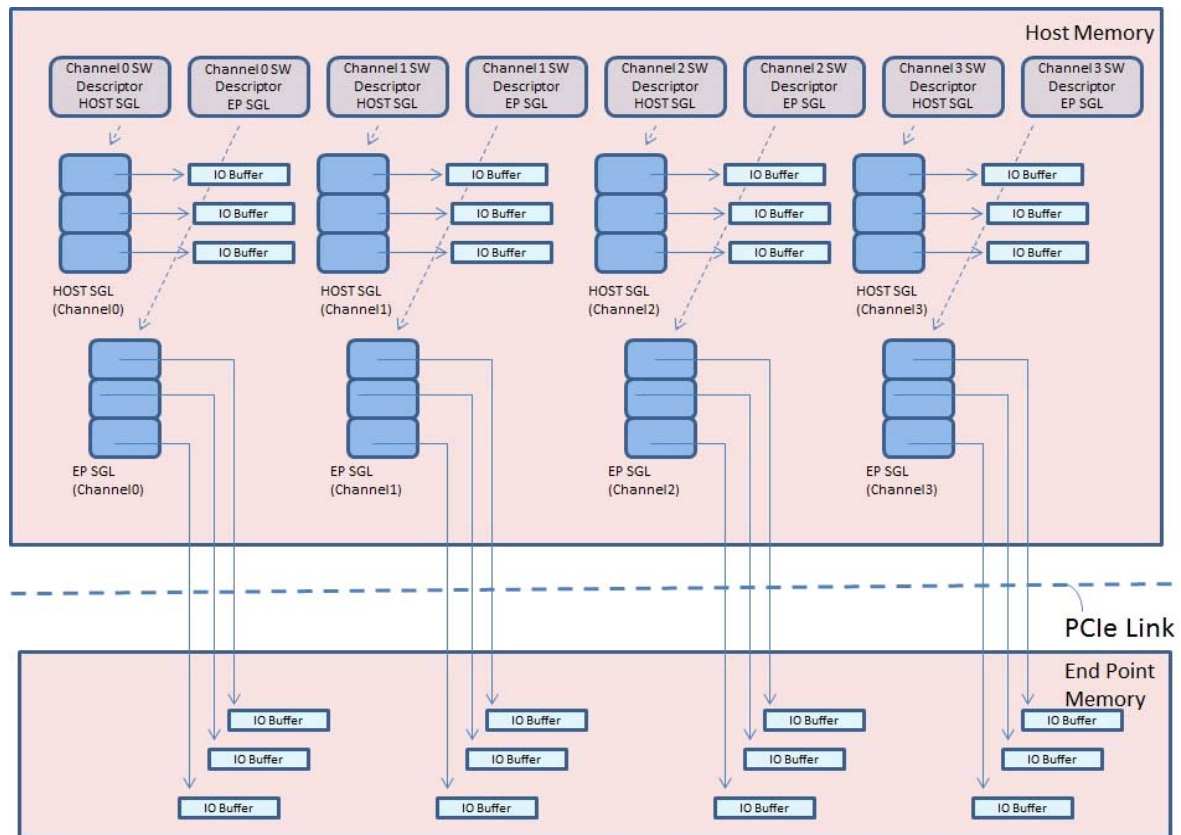 Host Memory
Channel 0 SW
Descriptor
HOST SGL
Channel 0 SW
Descriptor
EP SGL
Channel 1 SW
Descriptor
HOST SGL
Channel 1 SW
Descriptor
EP SGL
Channel 2 SW
Descriptor
HOST SGL
Channel 2 SW
Descriptor
EP SGL
Channel 3 SW
Descriptor
HOST SGL
Channel 3 SW
Descriptor
EP SGL
IO Buffer
IO Buffer
IO Buffer
IO Buffer
IO Buffer
IO Buffer
IO Buffer
IO Buffer
IO Buffer
IO Buffer
IO Buffer
IO Buffer
HOST SGL
(Channel0)
HOST SGL
(Channel1)
HOST SGL
(Channel2)
HOST SGL
(Channel3)
EP SGL
(Channel0)
EP SGL
(Channel1)
EP SGL
(Channel2)
EP SGL
(Channel3)
PCIe Link
End Point
Memory
IO Buffer
IO Buffer
IO Buffer
IO Buffer
IO Buffer
IO Buffer
IO Buffer
IO Buffer
IO Buffer
IO Buffer
IO Buffer
IO Buffer